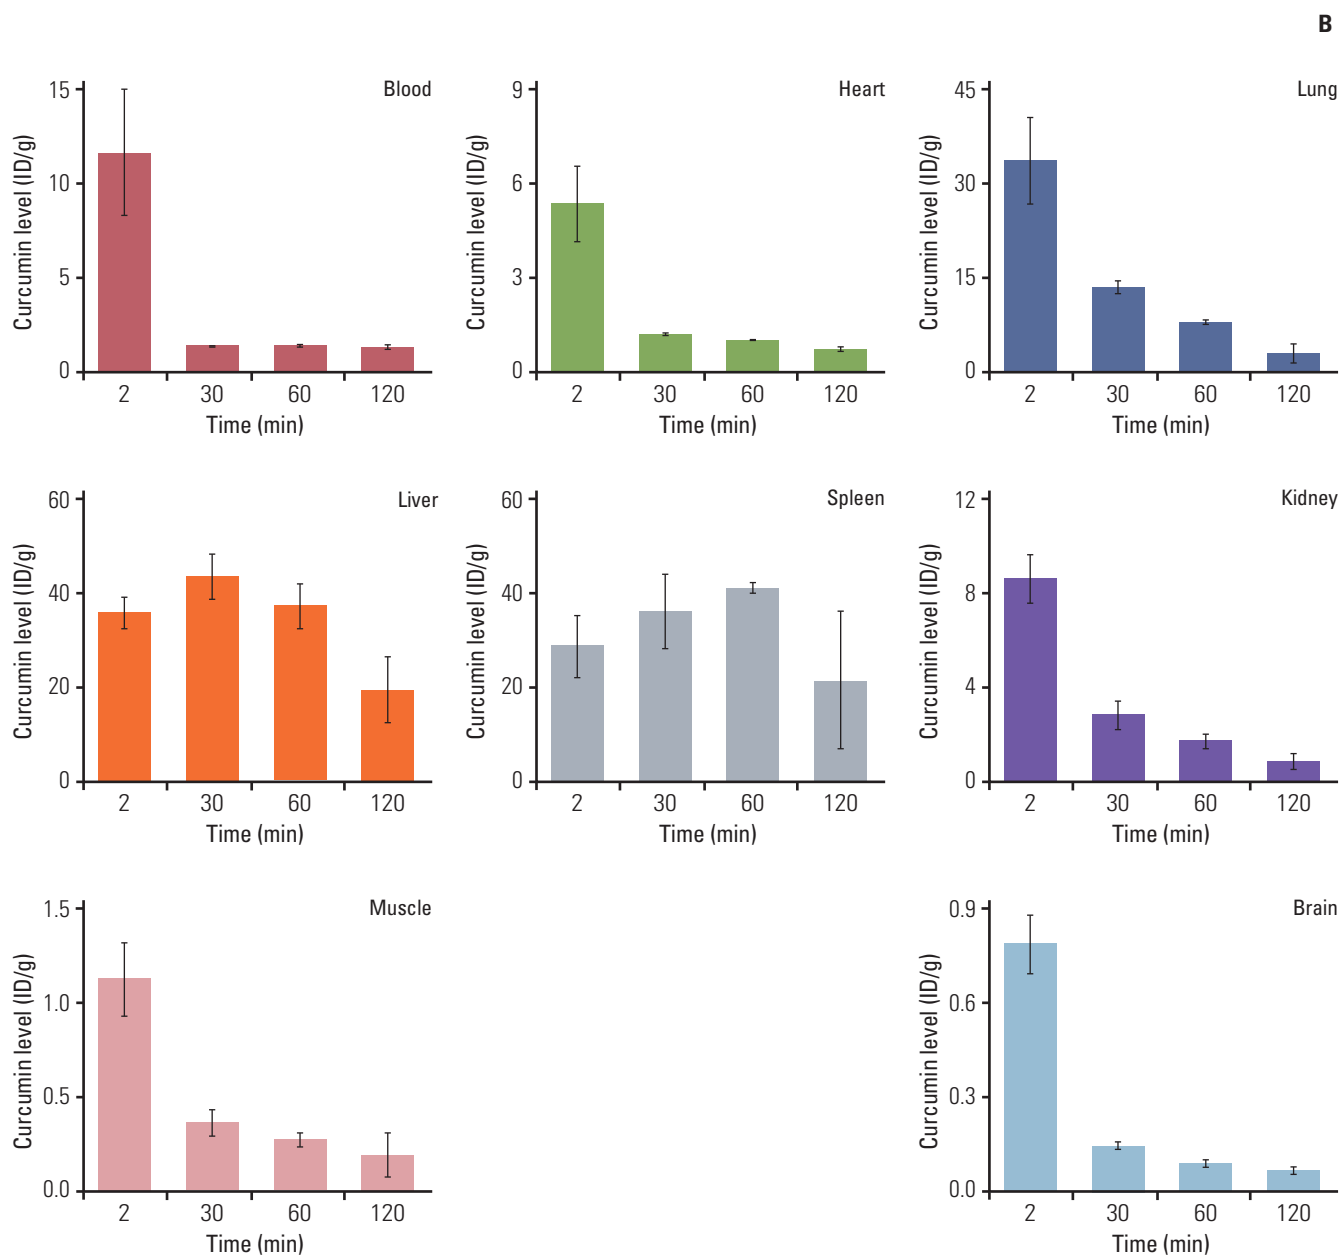 B
Blood
Curcumin level (ID/g)
15
10
5
0
2 30 60 120
Time (min)
Heart
Curcumin level (ID/g)
9
6
3
0
2 30 60 120
Time (min)
Lung
Curcumin level (ID/g)
45
30
15
0
2 30 60 120
Time (min)
Liver
Curcumin level (ID/g)
60
40
20
0
2 30 60 120
Time (min)
Spleen
Curcumin level (ID/g)
60
40
20
0
2 30 60 120
Time (min)
Kidney
Curcumin level (ID/g)
12
8
4
0
2 30 60 120
Time (min)
Muscle
Curcumin level (ID/g)
1.5
1.0
0.5
0.0
2 30 60 120
Time (min)
Brain
Curcumin level (ID/g)
0.9
0.6
0.3
0.0
2 30 60 120
Time (min)